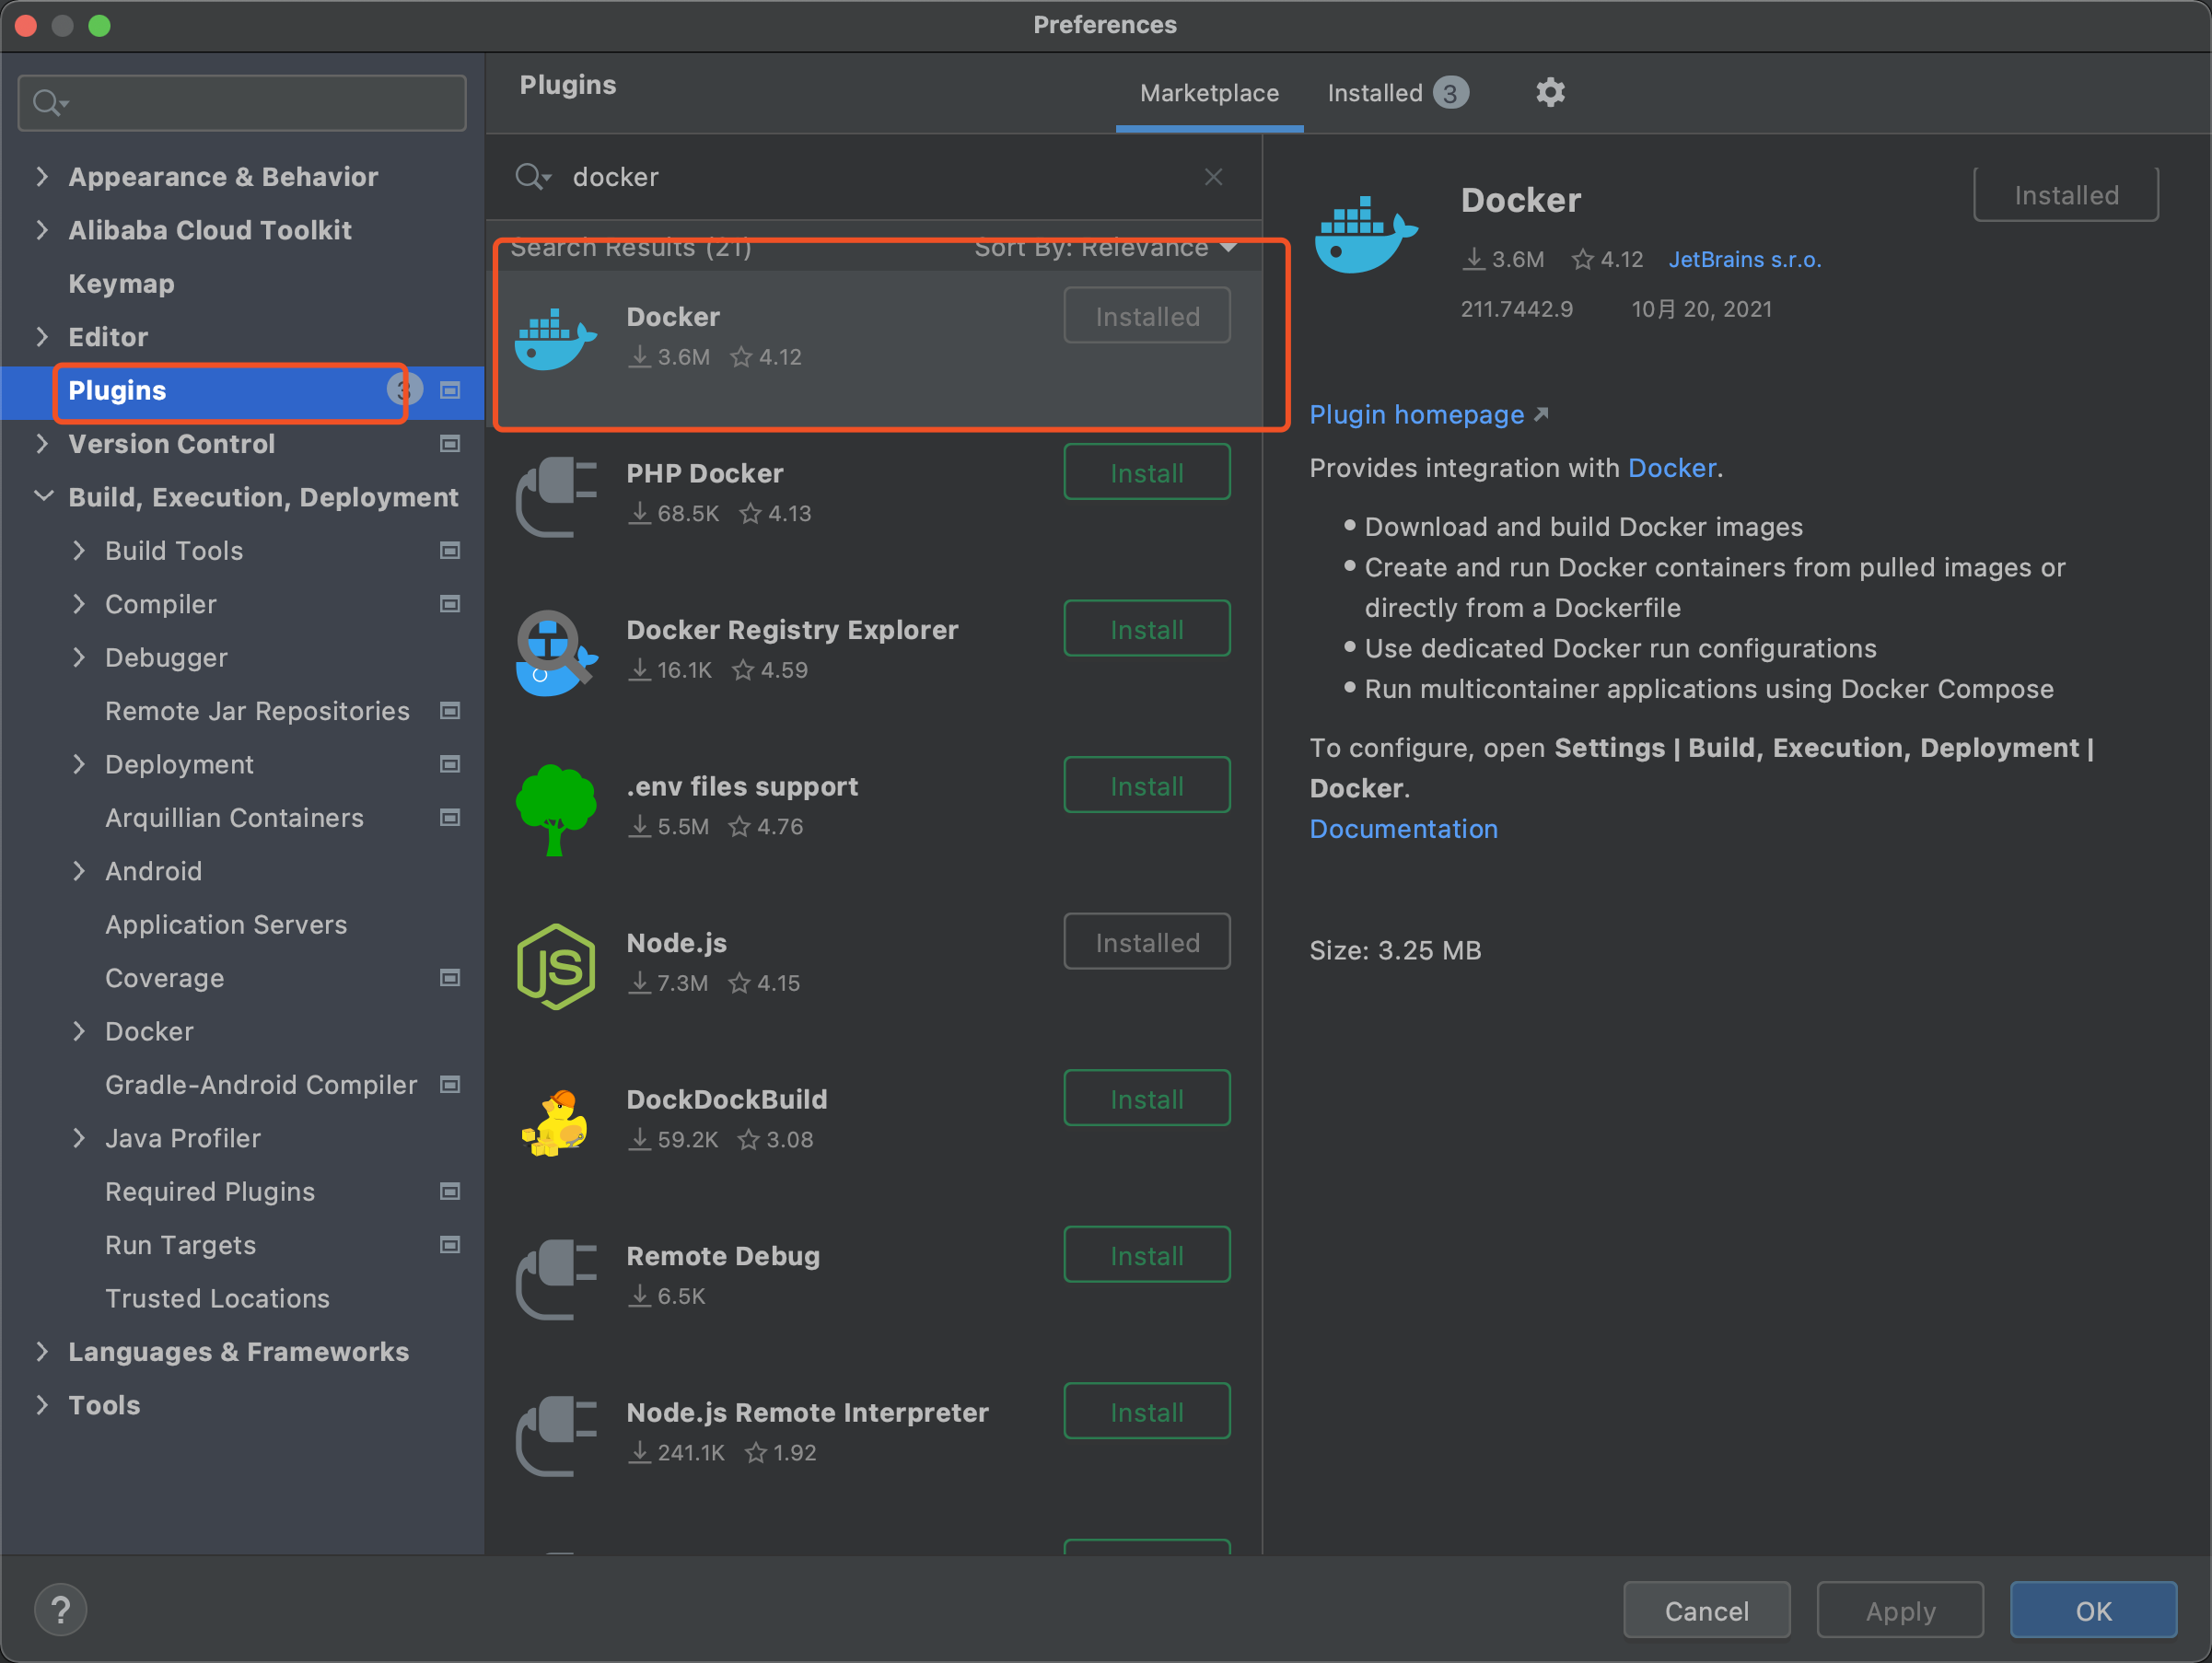 Preferences
Appearance & Behavior
Alibaba Cloud Toolkit
Keymap
Editor
Plugins
3
Version Control
Build, Execution, Deployment
Build Tools
Compiler
Debugger
Remote Jar Repositories
Deployment
Arquillian Containers
Android
Application Servers
Coverage
Docker
Gradle-Android Compiler
Java Profiler
Required Plugins
Run Targets
Trusted Locations
Languages & Frameworks
Tools
Plugins
Marketplace
Installed 3
docker
Search Results (21) Sort By: Relevance
Docker
Installed
3.6M 4.12
PHP Docker
Install
68.5K 4.13
Docker Registry Explorer
Install
16.1K 4.59
.env files support
Install
5.5M 4.76
Node.js
Installed
7.3M 4.15
DockDockBuild
Install
59.2K 3.08
Remote Debug
Install
6.5K
Node.js Remote Interpreter
Install
241.1K 1.92
Docker
Installed
3.6M 4.12 JetBrains s.r.o.
211.7442.9 10月 20, 2021
Plugin homepage
Provides integration with Docker.
Download and build Docker images
Create and run Docker containers from pulled images or
directly from a Dockerfile
Use dedicated Docker run configurations
Run multicontainer applications using Docker Compose
To configure, open Settings | Build, Execution, Deployment |
Docker.
Documentation
Size: 3.25 MB
?
Cancel
Apply
OK